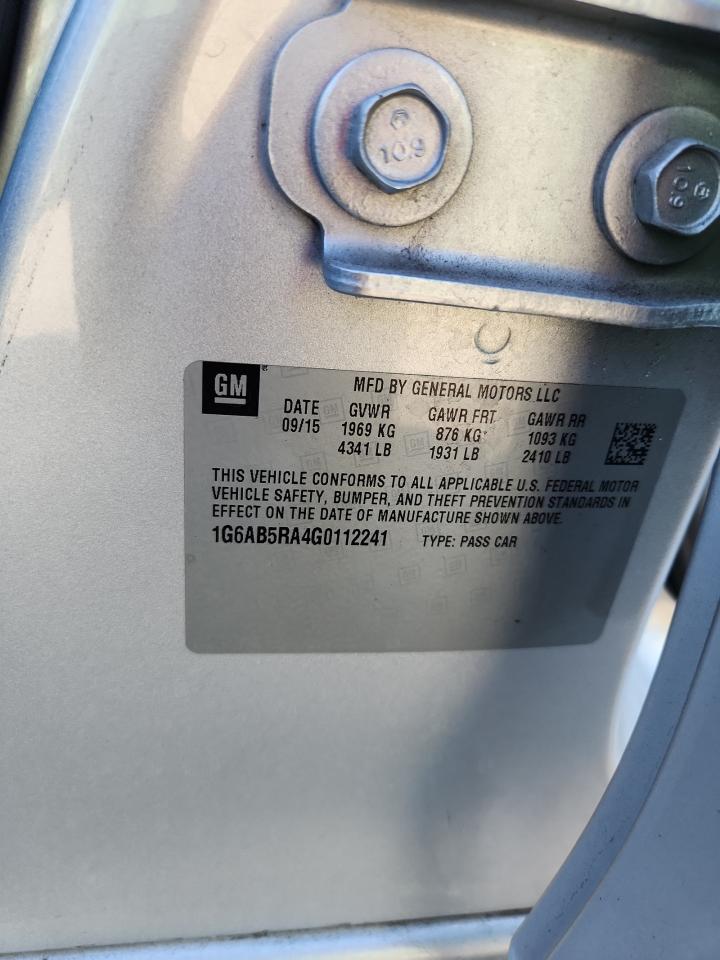 10.9
10.9
GM
MFD BY GENERAL MOTORS LLC
DATE GVWR GAWR FRT GAWR RR
09/15 1969 KG 876 KG 1093 KG
4341 LB 1931 LB 2410 LB
THIS VEHICLE CONFORMS TO ALL APPLICABLE U.S. FEDERAL MOTOR
VEHICLE SAFETY, BUMPER, AND THEFT PREVENTION STANDARDS IN
EFFECT ON THE DATE OF MANUFACTURE SHOWN ABOVE.
1G6AB5RA4G0112241 TYPE: PASS CAR